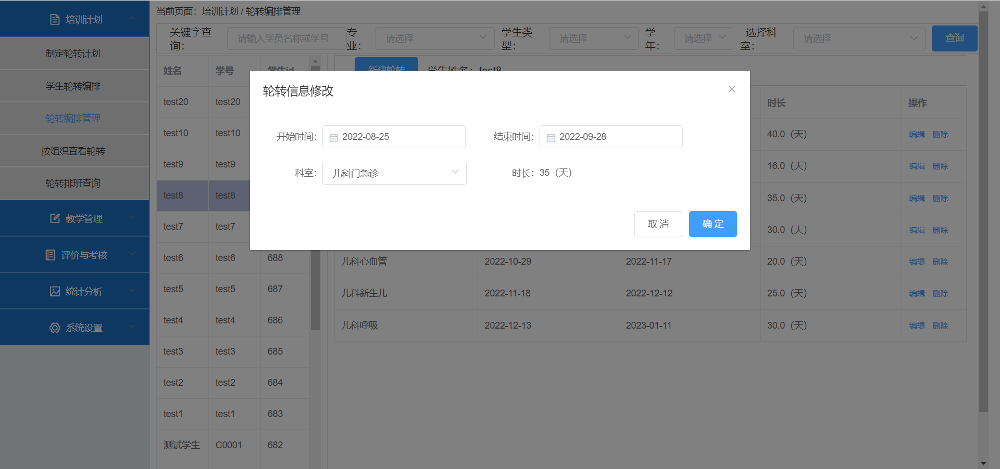 培训计划
制定轮转计划
学生轮转编排
轮转编排管理
按组织查看轮转
轮转排班查询
教学管理
评价与考核
统计分析
系统设置
当前页面：培训计划 / 轮转编排管理
关键字查询：
请输入学员名称或学号
专业：
请选择
学生类型：
请选择
学年：
请选择
选择科室：
请选择
查询
姓名 学号 学生id
test20 test20
test10 test10
test9 test9
test8 test8
test7 test7
test6 test6 688
test5 test5 687
test4 test4 686
test3 test3 685
test2 test2 684
test1 test1 683
测试学生 C0001 682
新建轮转 学生姓名：test8
时长 操作
40.0（天） 编辑 删除
16.0（天） 编辑 删除
35.0（天） 编辑 删除
30.0（天） 编辑 删除
儿科心血管 2022-10-29 2022-11-17 20.0（天） 编辑 删除
儿科新生儿 2022-11-18 2022-12-12 25.0（天） 编辑 删除
儿科呼吸 2022-12-13 2023-01-11 30.0（天） 编辑 删除
轮转信息修改
开始时间： 2022-08-25 结束时间： 2022-09-28
科室： 儿科门急诊 时长：35（天）
取 消 确 定